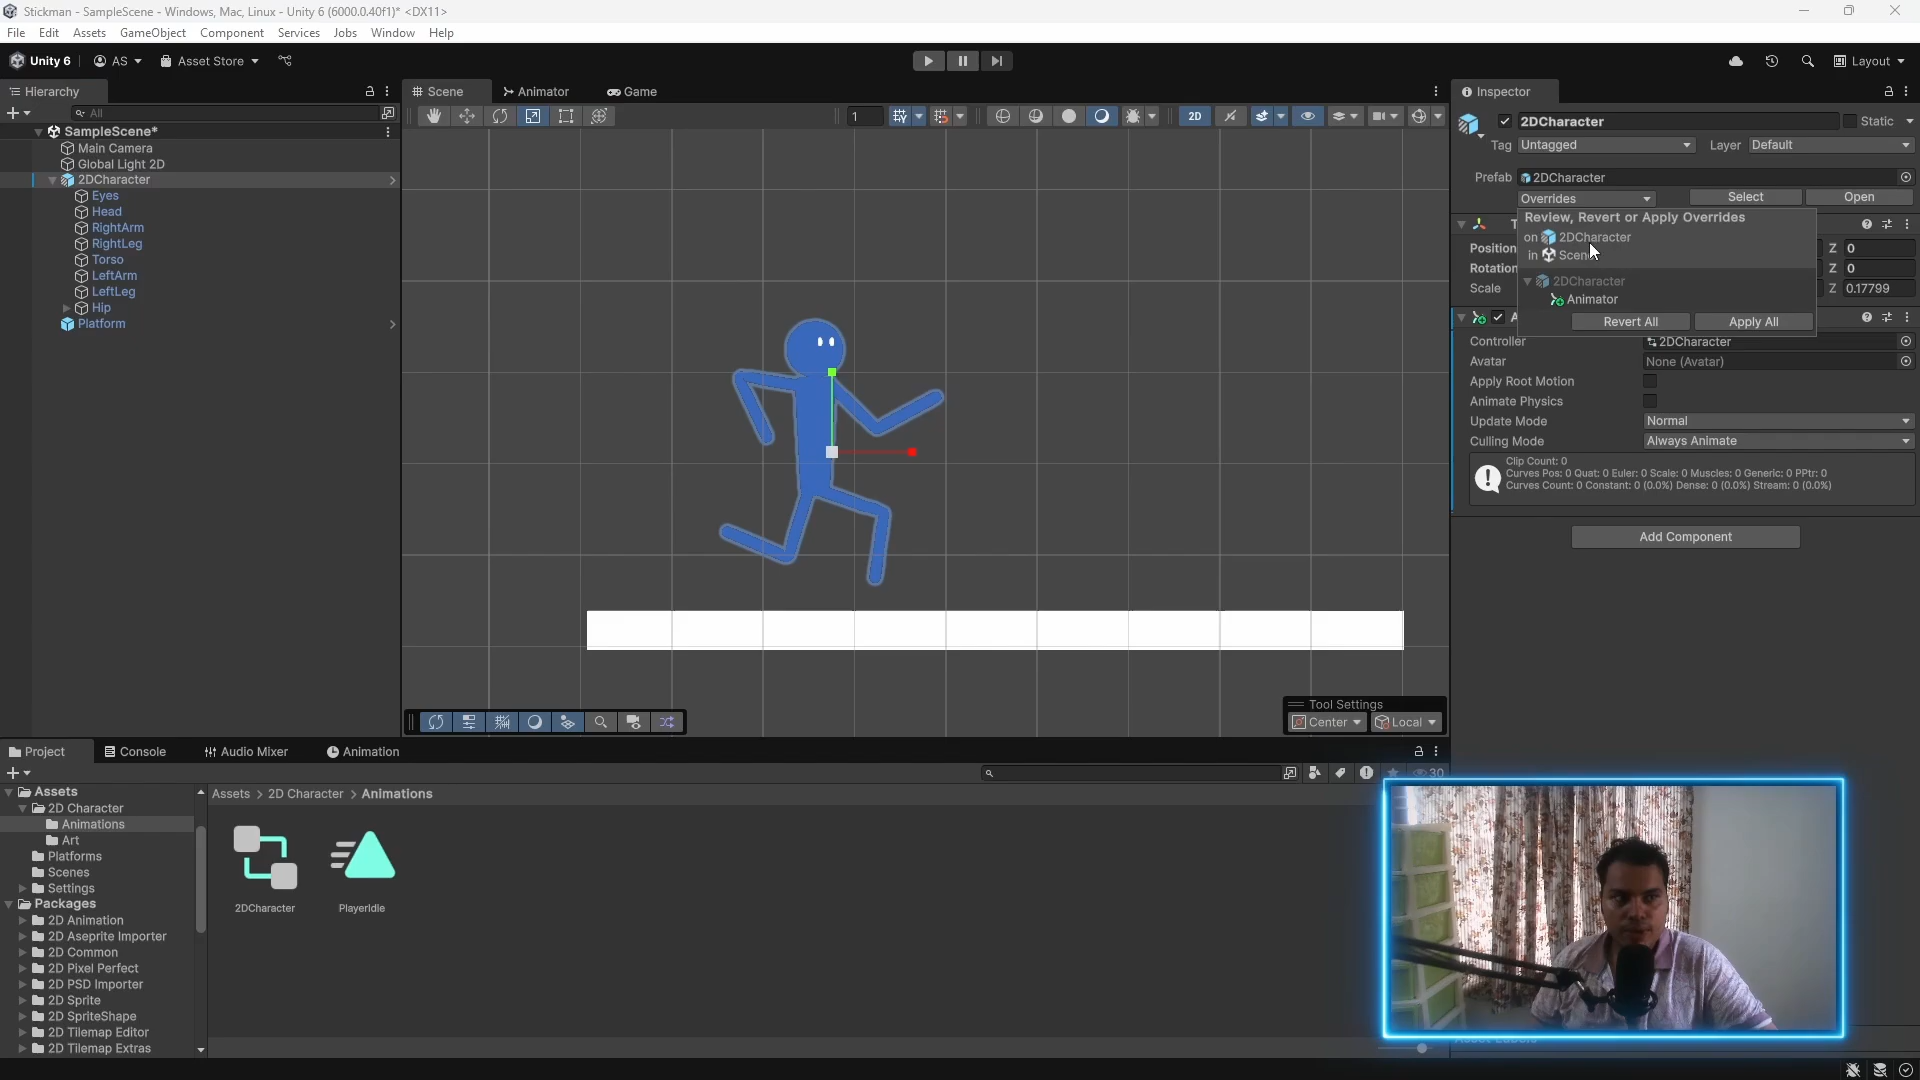 Stickman - SampleScene - Windows, Mac, Linux - Unity 6 (6000.0.40f1)* <DX11>
File Edit Assets GameObject Component Services Jobs Window Help
Unity 6 AS Asset Store Layout
Hierarchy
All
SampleScene*
Main Camera
Global Light 2D
2DCharacter
Eyes
Head
RightArm
RightLeg
Torso
LeftArm
LeftLeg
Hip
Platform
Scene Animator Game
1 2D
Tool Settings
Center Local
Inspector
2DCharacter Static
Tag Untagged Layer Default
Prefab 2DCharacter
Overrides Select Open
Review, Revert or Apply Overrides
on 2DCharacter
in
2DCharacter
Animator
Revert All Apply All
Position Z 0
Rotation Z 0
Scale Z 0.17799
Controller 2DCharacter
Avatar None (Avatar)
Apply Root Motion
Animate Physics
Update Mode Normal
Culling Mode Always Animate
Clip Count: 0
Curves Pos: 0 Quat: 0 Euler: 0 Scale: 0 Muscles: 0 Generic: 0 PPtr: 0
Curves Count: 0 Constant: 0 (0.0%) Dense: 0 (0.0%) Stream: 0 (0.0%)
Add Component
Project Console Audio Mixer Animation
30
Assets
2D Character
Animations
Art
Platforms
Scenes
Settings
Packages
2D Animation
2D Aseprite Importer
2D Common
2D Pixel Perfect
2D PSD Importer
2D Sprite
2D SpriteShape
2D Tilemap Editor
2D Tilemap Extras
Assets > 2D Character > Animations
2DCharacter PlayerIdle